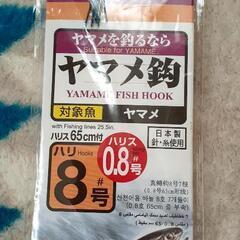 ヤマメを釣るなら
Suitable for YAMAME
ヤマメ鈎
YAMAME FISH HOOK
対象魚 ヤマメ
with Fishing lines 25.5in.
ハリス65cm付
日本製
針・糸使用
ハリ Hooks
8#号
ハリス
0.8#号